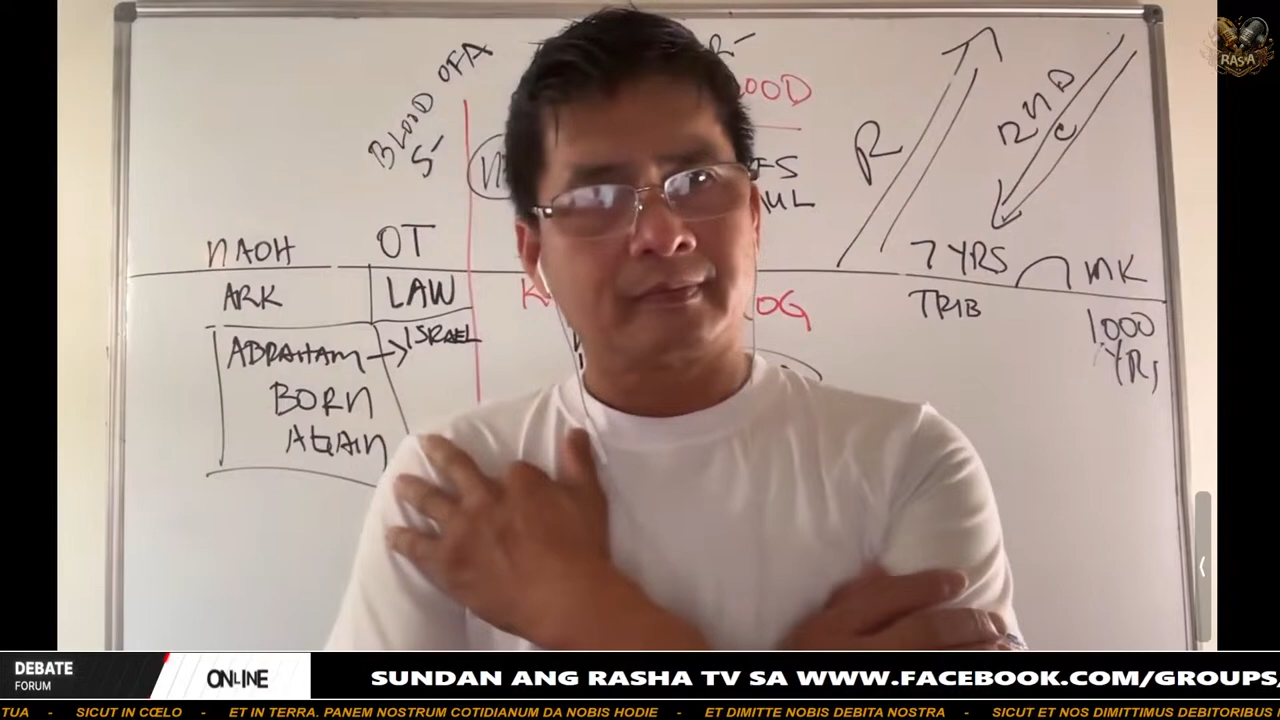 BLOOD OF A
S-
R-
OOD
RASHA
R
2ND
C
NAOH
OT
UL
7 YRS
MK
ARK
LAW
OG
TRIB
1,000
YRS
ABRAHAM → ISRAEL
BORN
AGAIN
DEBATE
FORUM
ONLINE
SUNDAN ANG RASHA TV SA WWW.FACEBOOK.COM/GROUPS/
TUA - SICUT IN CŒLO - ET IN TERRA. PANEM NOSTRUM COTIDIANUM DA NOBIS HODIE - ET DIMITTE NOBIS DEBITA NOSTRA - SICUT ET NOS DIMITTIMUS DEBITORIBUS